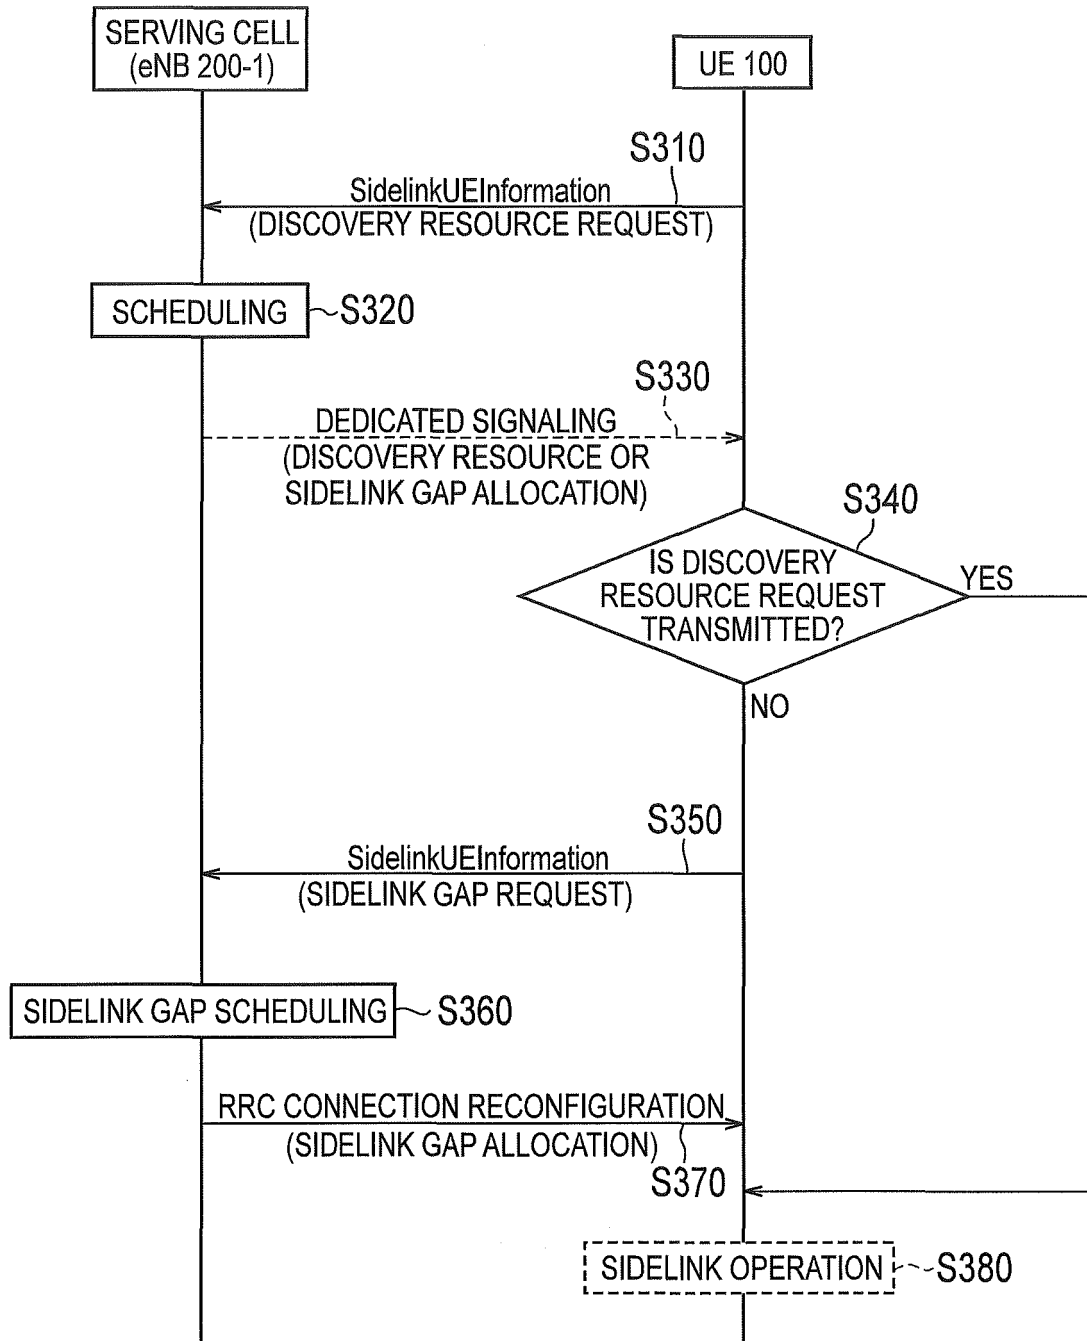 SERVING CELL
(eNB 200-1)
UE 100
S310
SidelinkUEInformation
(DISCOVERY RESOURCE REQUEST)
SCHEDULING
S320
S330
DEDICATED SIGNALING
(DISCOVERY RESOURCE OR
SIDELINK GAP ALLOCATION)
S340
IS DISCOVERY
RESOURCE REQUEST
TRANSMITTED?
YES
NO
S350
SidelinkUEInformation
(SIDELINK GAP REQUEST)
SIDELINK GAP SCHEDULING
S360
RRC CONNECTION RECONFIGURATION
(SIDELINK GAP ALLOCATION)
S370
SIDELINK OPERATION
S380